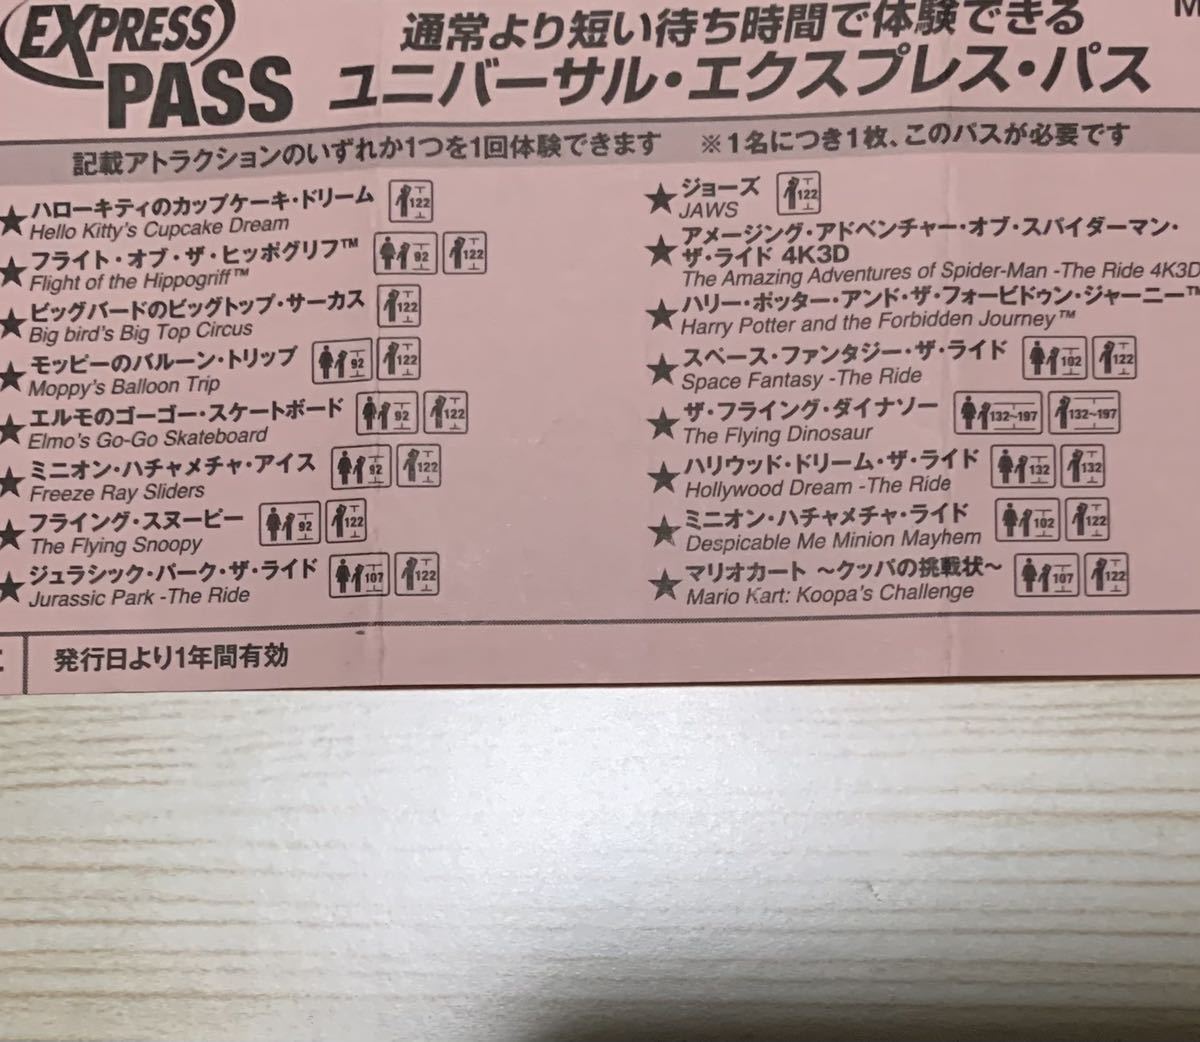 EXPRESS
PASS
通常より短い待ち時間で体験できる
ユニバーサル・エクスプレス・パス
記載アトラクションのいずれか1つを1回体験できます ※1名につき1枚、このパスが必要です
★ハローキティのカップケーキ・ドリーム 122
Hello Kitty's Cupcake Dream
★フライト・オブ・ザ・ヒッポグリフ™ 92 122
Flight of the Hippogriff™
★ビッグバードのビッグトップ・サーカス 122
Big bird's Big Top Circus
★モッピーのバルーン・トリップ 92 122
Moppy's Balloon Trip
★エルモのゴーゴー・スケートボード 92 122
Elmo's Go-Go Skateboard
★ミニオン・ハチャメチャ・アイス 92 122
Freeze Ray Sliders
★フライング・スヌーピー 92 122
The Flying Snoopy
★ジュラシック・パーク・ザ・ライド 107 122
Jurassic Park -The Ride
★ジョーズ 122
JAWS
★アメージング・アドベンチャー・オブ・スパイダーマン・
ザ・ライド 4K3D
The Amazing Adventures of Spider-Man -The Ride 4K3D
★ハリー・ポッター・アンド・ザ・フォービドゥン・ジャーニー™
Harry Potter and the Forbidden Journey™
★スペース・ファンタジー・ザ・ライド 102 122
Space Fantasy -The Ride
★ザ・フライング・ダイナソー 132~197 132~197
The Flying Dinosaur
★ハリウッド・ドリーム・ザ・ライド 132 132
Hollywood Dream -The Ride
★ミニオン・ハチャメチャ・ライド 102 122
Despicable Me Minion Mayhem
★マリオカート ～クッパの挑戦状～ 107 122
Mario Kart: Koopa's Challenge
発行日より1年間有効